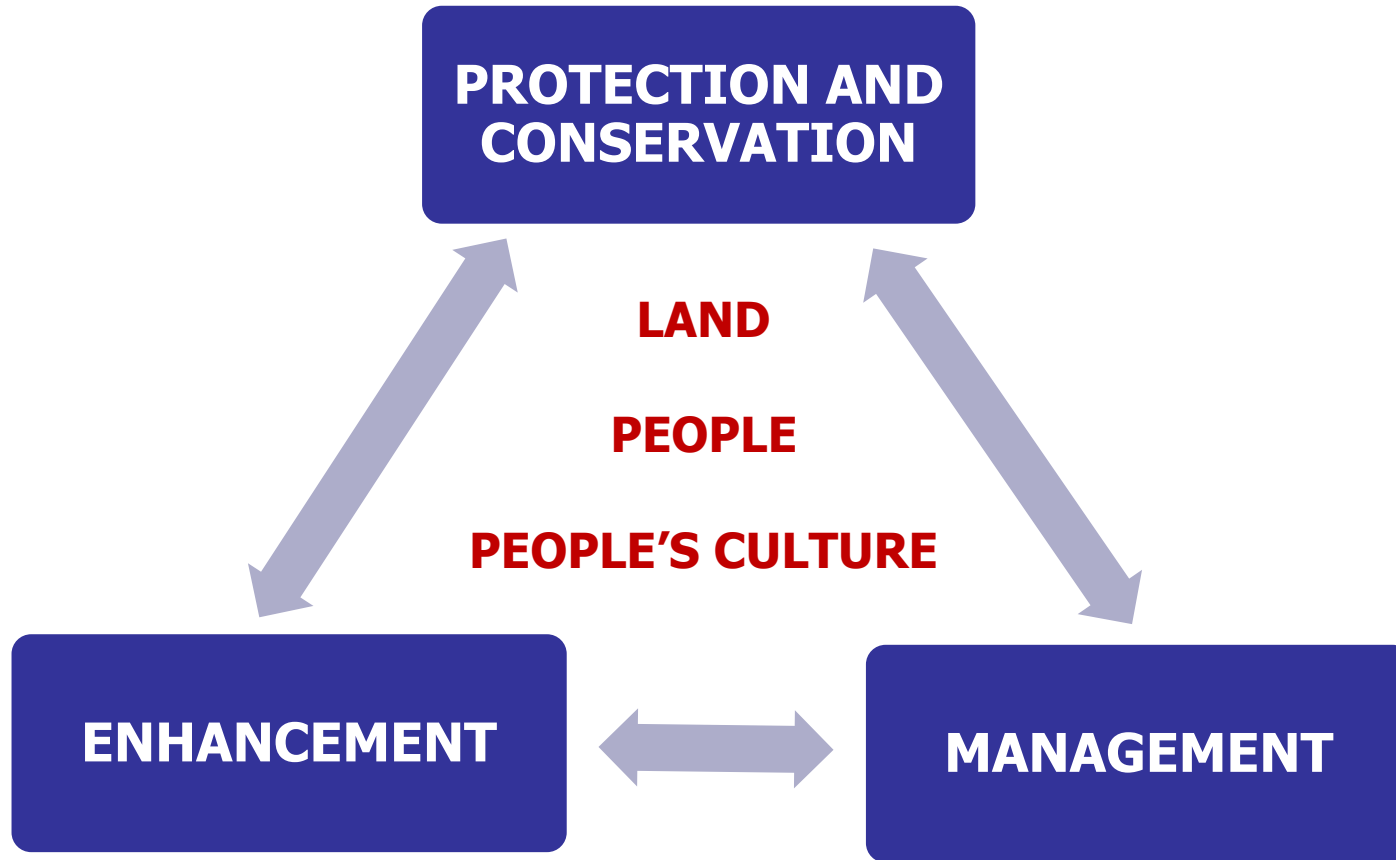 PROTECTION AND
CONSERVATION
LAND
PEOPLE
PEOPLE’S CULTURE
ENHANCEMENT
MANAGEMENT